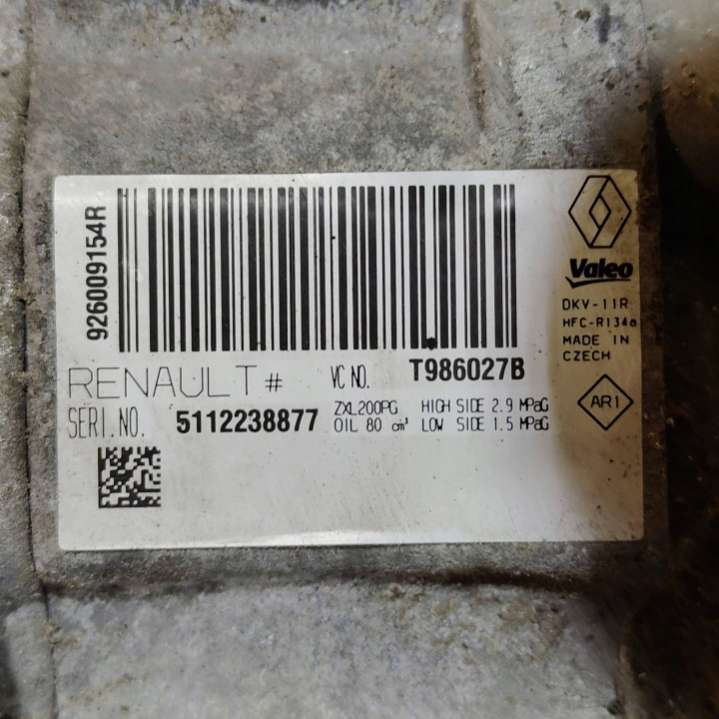 926009154R
Valeo
DKV-11R
HFC-R134a
MADE IN
CZECH
AR1
RENAULT # VC NO. T986027B
SERI.NO. 5112238877
ZXL200PG HIGH SIDE 2.9 MPaG
OIL 80 cm³ LOW SIDE 1.5 MPaG